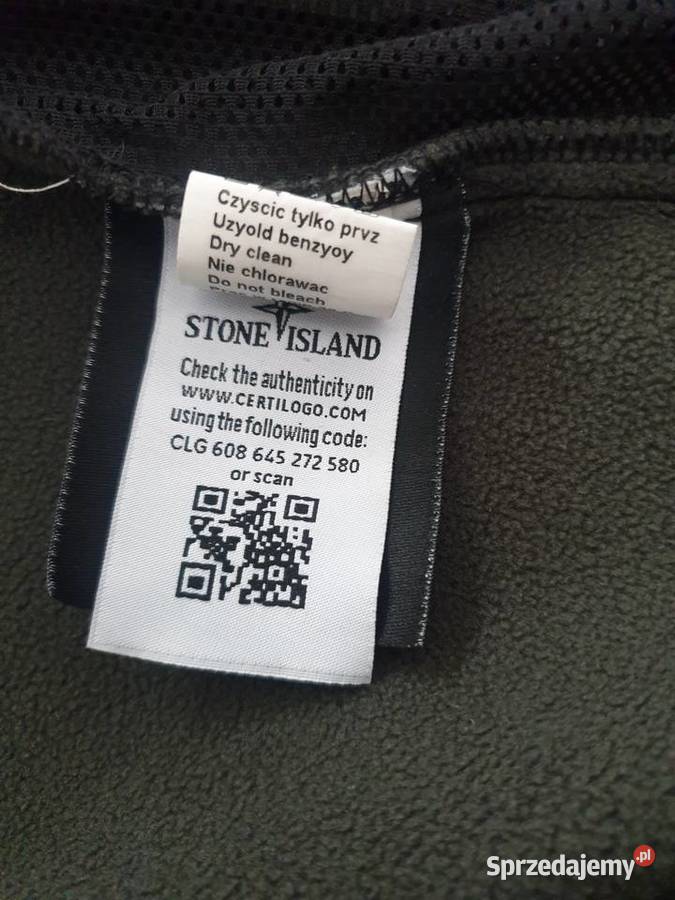 Czyscic tylko prvz
Uzyold benzyoy
Dry clean
Nie chlorawac
Do not bleach
STONE ISLAND
Check the authenticity on
WWW.CERTILOGO.COM
using the following code:
CLG 608 645 272 580
or scan
Sprzedajemy.pl